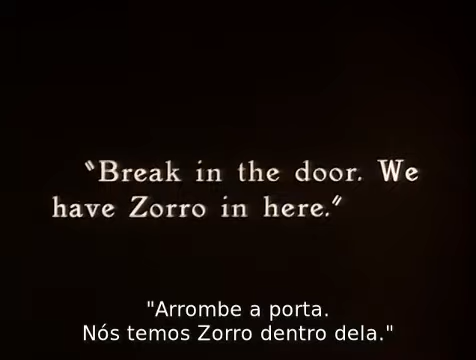 "Break in the door. We
have Zorro in here."
"Arrombe a porta.
Nós temos Zorro dentro dela."